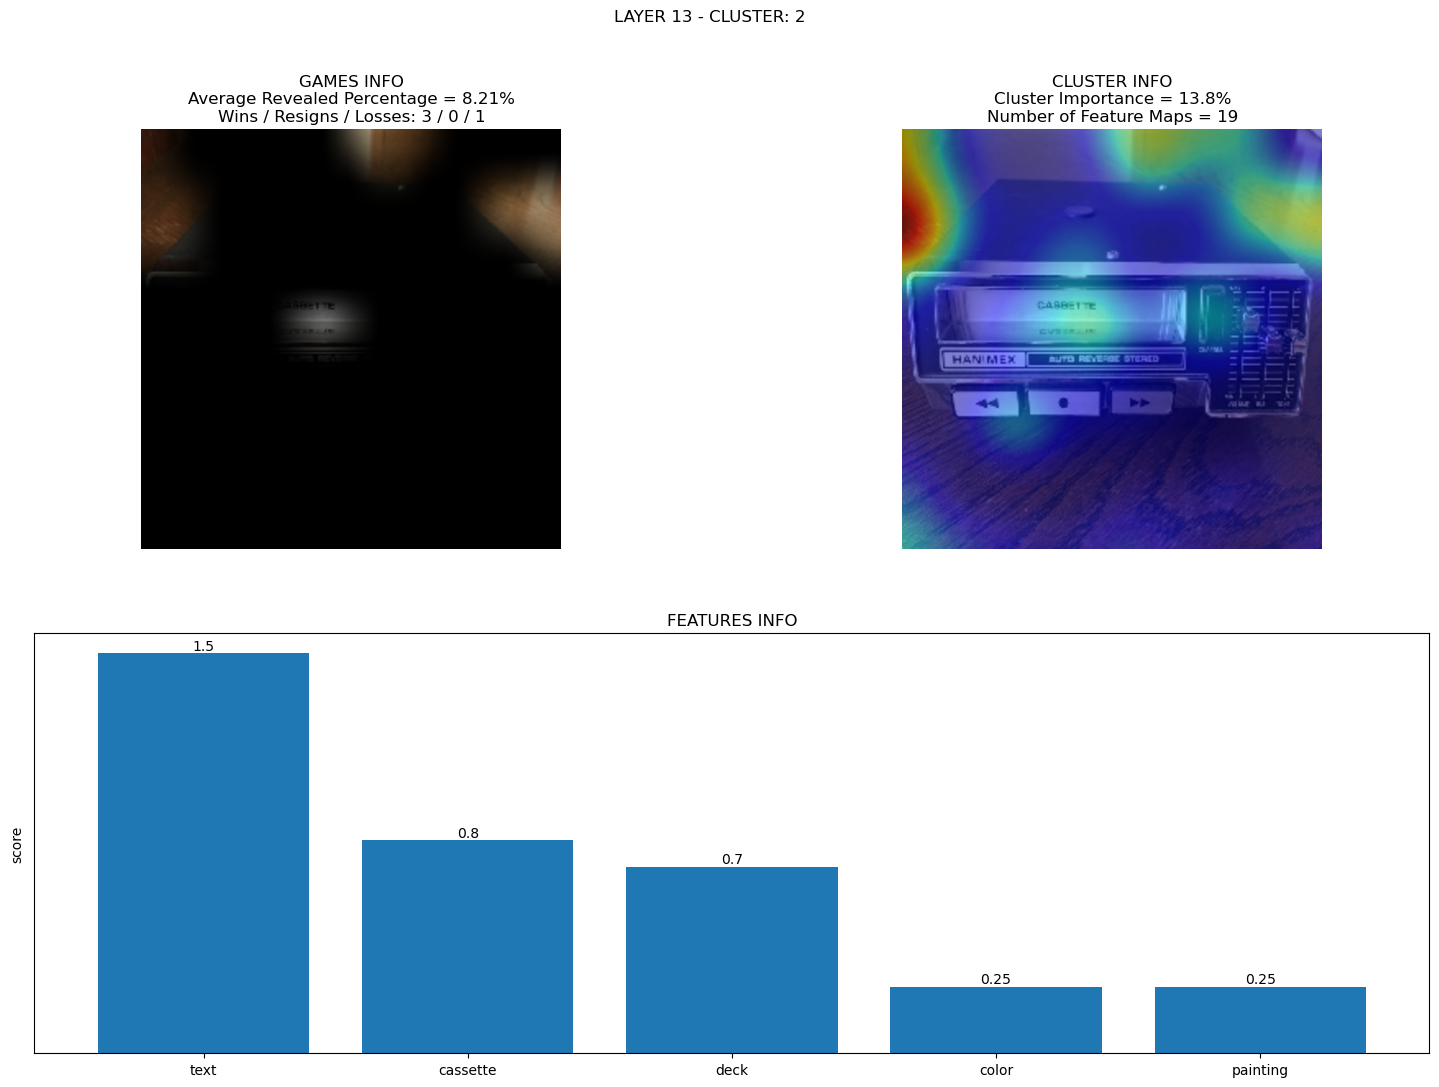 LAYER 13 - CLUSTER: 2
GAMES INFO
Average Revealed Percentage = 8.21%
Wins / Resigns / Losses: 3 / 0 / 1
CLUSTER INFO
Cluster Importance = 13.8%
Number of Feature Maps = 19
CASSETTE
AUTO REVERSE
CASSETTE
HANIMEX
AUTO REVERSE STEREO
FEATURES INFO
score
1.5
0.8
0.7
0.25
0.25
text
cassette
deck
color
painting